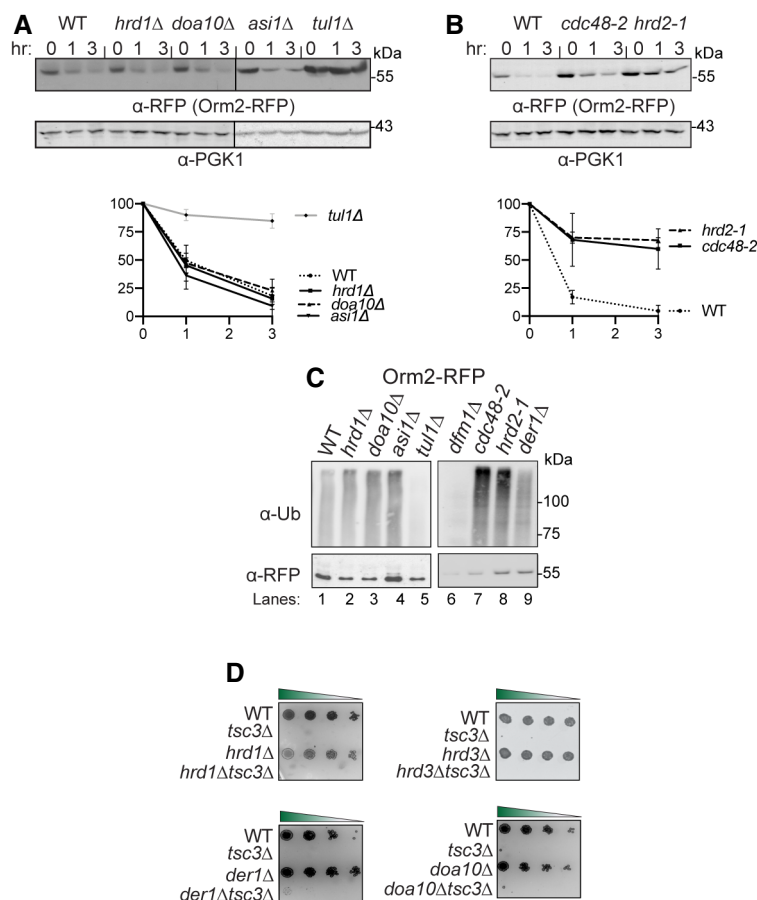 A
WT hrd1Δ doa10Δ asi1Δ tul1Δ
hr: 0 1 3 0 1 3 0 1 3 0 1 3 0 1 3 kDa
-55
α-RFP (Orm2-RFP)
-43
α-PGK1
100
75
50
25
0
0 1 2 3
tul1Δ
WT
hrd1Δ
doa10Δ
asi1Δ
B
WT cdc48-2 hrd2-1
hr: 0 1 3 0 1 3 0 1 3 kDa
-55
α-RFP (Orm2-RFP)
-43
α-PGK1
100
75
50
25
0
0 1 2 3
hrd2-1
cdc48-2
WT
C
Orm2-RFP
WT hrd1Δ doa10Δ asi1Δ tul1Δ dfm1Δ cdc48-2 hrd2-1 der1Δ
kDa
α-Ub
-100
-75
α-RFP
-55
Lanes: 1 2 3 4 5 6 7 8 9
D
WT
tsc3Δ
hrd1Δ
hrd1Δtsc3Δ
WT
tsc3Δ
hrd3Δ
hrd3Δtsc3Δ
WT
tsc3Δ
der1Δ
der1Δtsc3Δ
WT
tsc3Δ
doa10Δ
doa10Δtsc3Δ